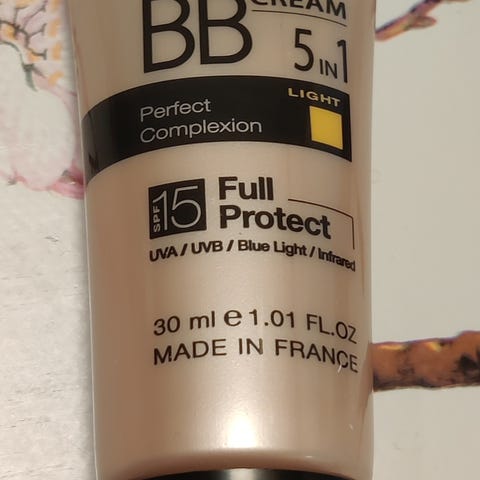 BB CREAM
5 IN 1
LIGHT
Perfect
Complexion
SPF 15 Full
Protect
UVA / UVB / Blue Light / Infrared
30 ml e 1.01 FL.OZ
MADE IN FRANCE